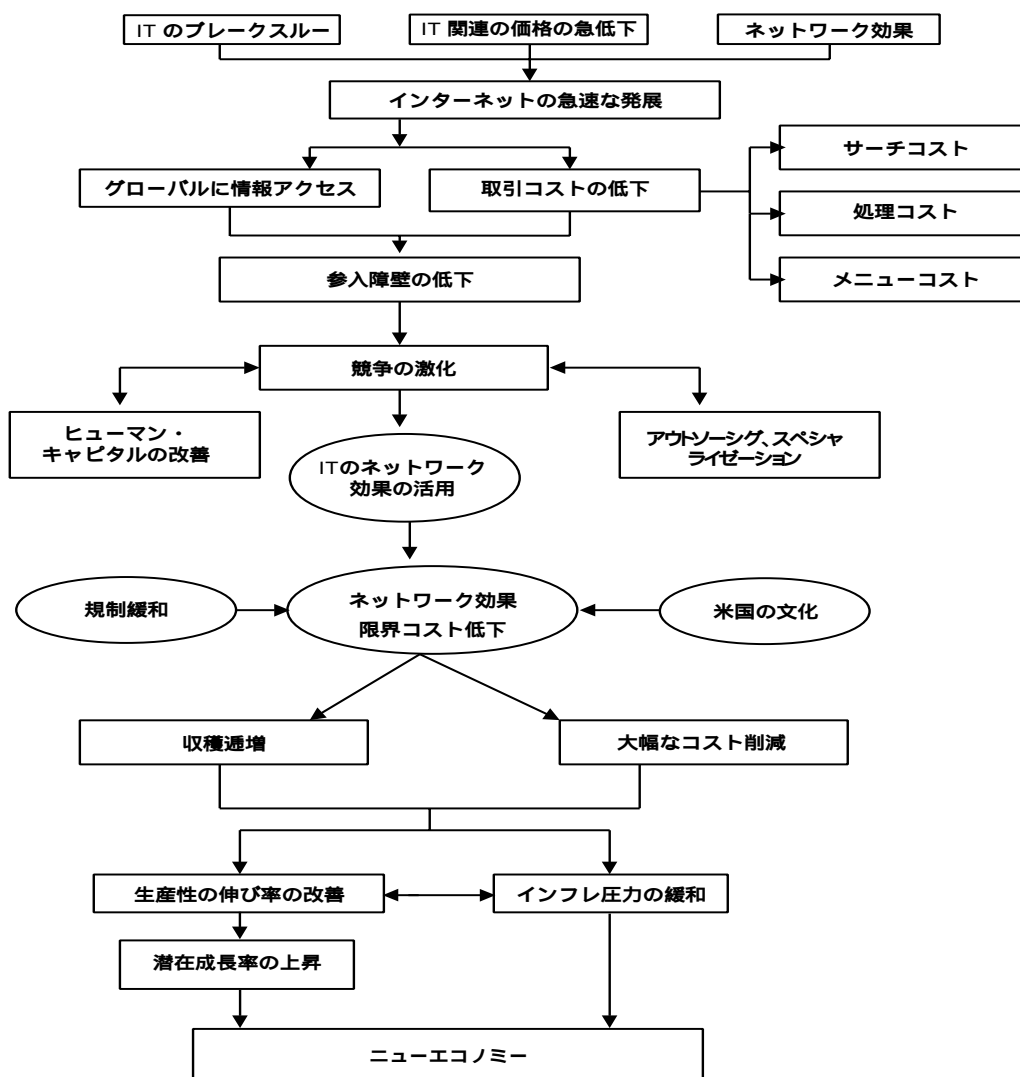 IT のブレークスルー
IT 関連の価格の急低下
ネットワーク効果
インターネットの急速な発展
サーチコスト
グローバルに情報アクセス
取引コストの低下
処理コスト
参入障壁の低下
メニューコスト
競争の激化
ヒューマン・
キャピタルの改善
アウトソーシグ、スペシャ
ライゼーション
ITのネットワーク
効果の活用
規制緩和
ネットワーク効果
限界コスト低下
米国の文化
収穫逓増
大幅なコスト削減
生産性の伸び率の改善
インフレ圧力の緩和
潜在成長率の上昇
ニューエコノミー